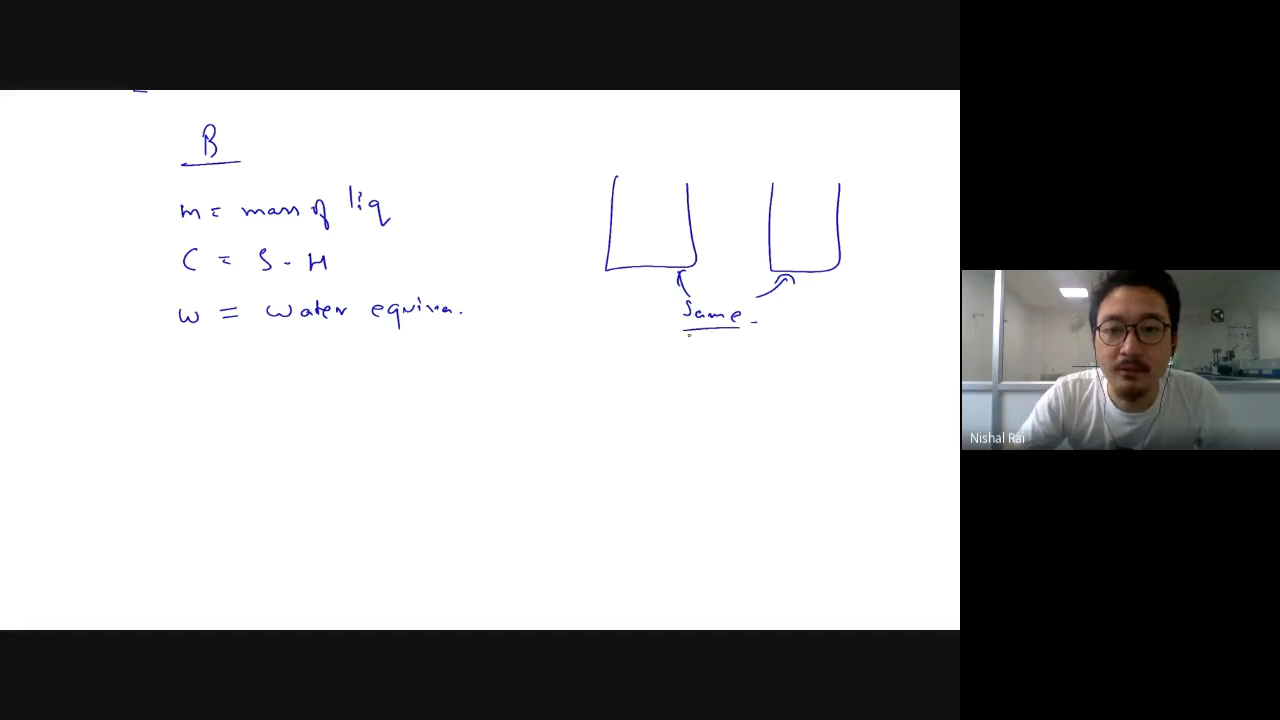 B
m = mass of liq
C = S - H
w = water equiva.
Same -
Nishal Rai